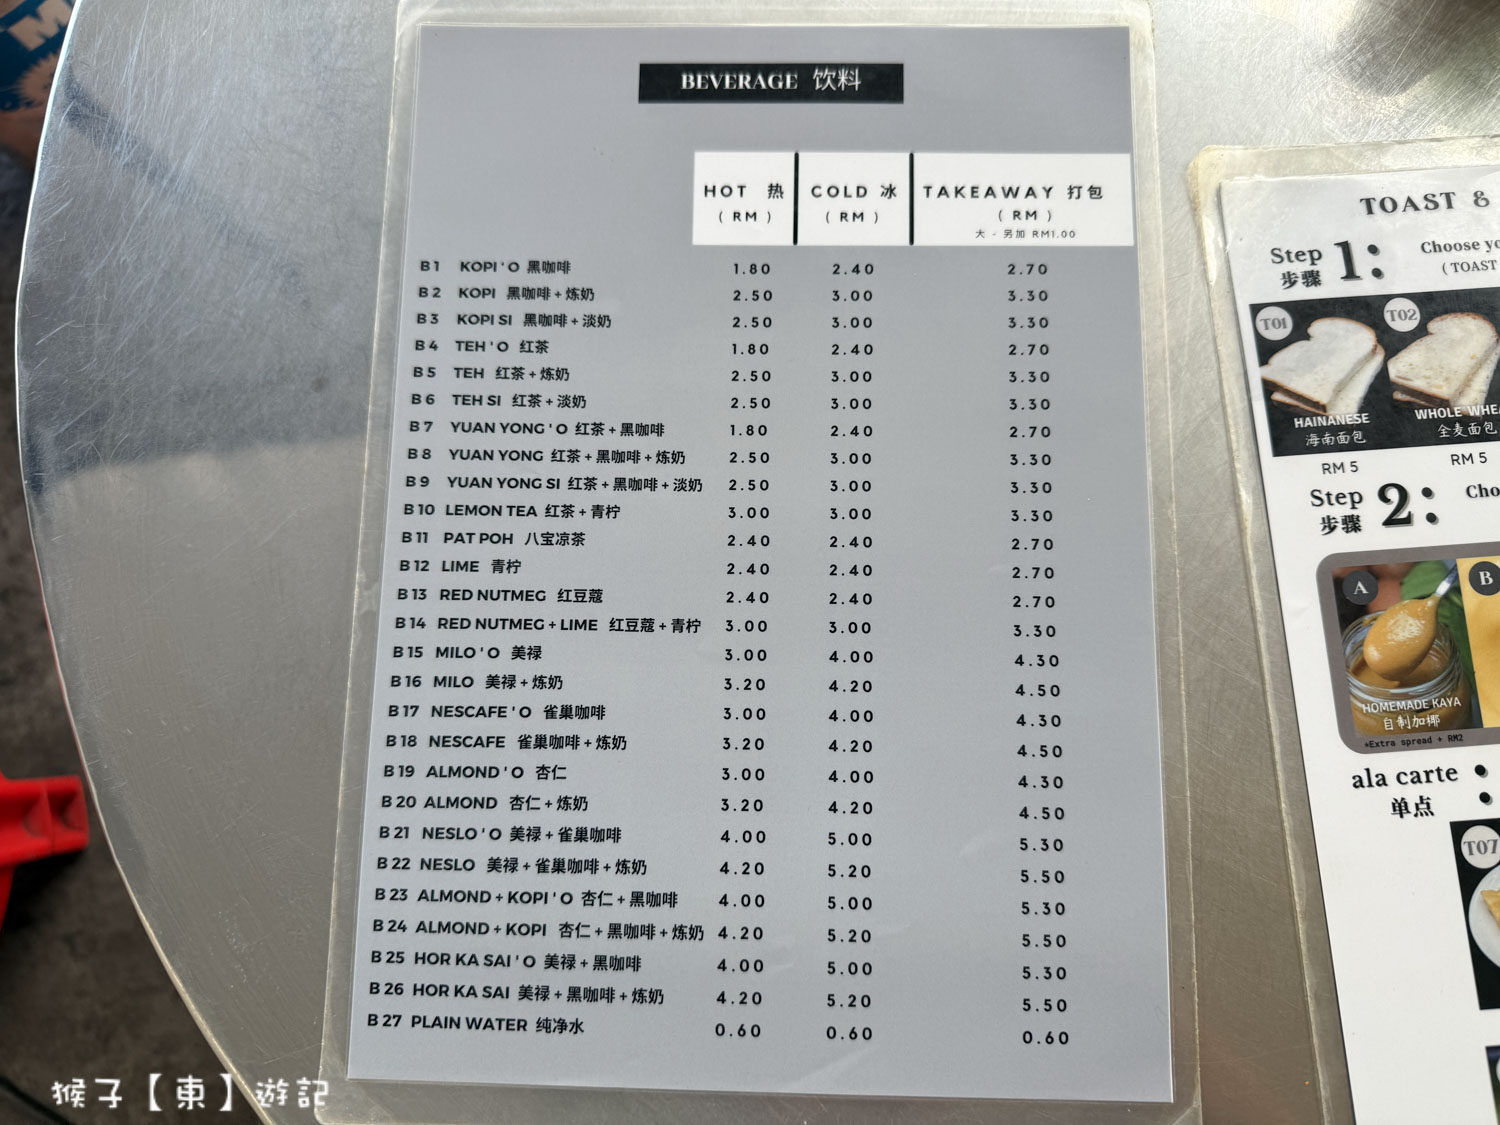 BEVERAGE 饮料
HOT 热 COLD 冰 TAKEAWAY 打包
( RM ) ( RM ) ( RM )
大 - 另加 RM1.00
B1 KOPI'O 黑咖啡 1.80 2.40 2.70
B2 KOPI 黑咖啡+炼奶 2.50 3.00 3.30
B3 KOPI SI 黑咖啡+淡奶 2.50 3.00 3.30
B4 TEH'O 红茶 1.80 2.40 2.70
B5 TEH 红茶+炼奶 2.50 3.00 3.30
B6 TEH SI 红茶+淡奶 2.50 3.00 3.30
B7 YUAN YONG'O 红茶+黑咖啡 1.80 2.40 2.70
B8 YUAN YONG 红茶+黑咖啡+炼奶 2.50 3.00 3.30
B9 YUAN YONG SI 红茶+黑咖啡+淡奶 2.50 3.00 3.30
B10 LEMON TEA 红茶+青柠 3.00 3.00 3.30
B11 PAT POH 八宝凉茶 2.40 2.40 2.70
B12 LIME 青柠 2.40 2.40 2.70
B13 RED NUTMEG 红豆蔻 2.40 2.40 2.70
B14 RED NUTMEG+LIME 红豆蔻+青柠 3.00 3.00 3.30
B15 MILO'O 美禄 3.00 4.00 4.30
B16 MILO 美禄+炼奶 3.20 4.20 4.50
B17 NESCAFE'O 雀巢咖啡 3.00 4.00 4.30
B18 NESCAFE 雀巢咖啡+炼奶 3.20 4.20 4.50
B19 ALMOND'O 杏仁 3.00 4.00 4.30
B20 ALMOND 杏仁+炼奶 3.20 4.20 4.50
B21 NESLO'O 美禄+雀巢咖啡 4.00 5.00 5.30
B22 NESLO 美禄+雀巢咖啡+炼奶 4.20 5.20 5.50
B23 ALMOND+KOPI'O 杏仁+黑咖啡 4.00 5.00 5.30
B24 ALMOND+KOPI 杏仁+黑咖啡+炼奶 4.20 5.20 5.50
B25 HOR KA SAI'O 美禄+黑咖啡 4.00 5.00 5.30
B26 HOR KA SAI 美禄+黑咖啡+炼奶 4.20 5.20 5.50
B27 PLAIN WATER 纯净水 0.60 0.60 0.60
TOAST &
Step 1:
步骤
Choose
( TOAST
T01 T02
HAINANESE WHOLE
海南面包 全麦面包
RM 5 RM 5
Step 2:
步骤
A B
HOMEMADE KAYA
自制加椰
*Extra spread + RM2
ala carte
单点
T07
猴子【東】遊記